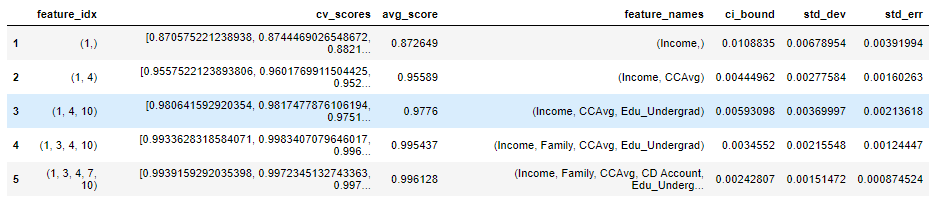 feature_idx cv_scores avg_score feature_names ci_bound std_dev std_err
1 (1,) [0.870575221238938, 0.8744469026548672, 0.8821... 0.872649 (Income,) 0.0108835 0.00678954 0.00391994
2 (1, 4) [0.9557522123893806, 0.9601769911504425, 0.952... 0.95589 (Income, CCAvg) 0.00444962 0.00277584 0.00160263
3 (1, 4, 10) [0.980641592920354, 0.9817477876106194, 0.9751... 0.9776 (Income, CCAvg, Edu_Undergrad) 0.00593098 0.00369997 0.00213618
4 (1, 3, 4, 10) [0.9933628318584071, 0.9983407079646017, 0.996... 0.995437 (Income, Family, CCAvg, Edu_Undergrad) 0.0034552 0.00215548 0.00124447
5 (1, 3, 4, 7, 10) [0.9939159292035398, 0.9972345132743363, 0.997... 0.996128 (Income, Family, CCAvg, CD Account, Edu_Underg... 0.00242807 0.00151472 0.000874524